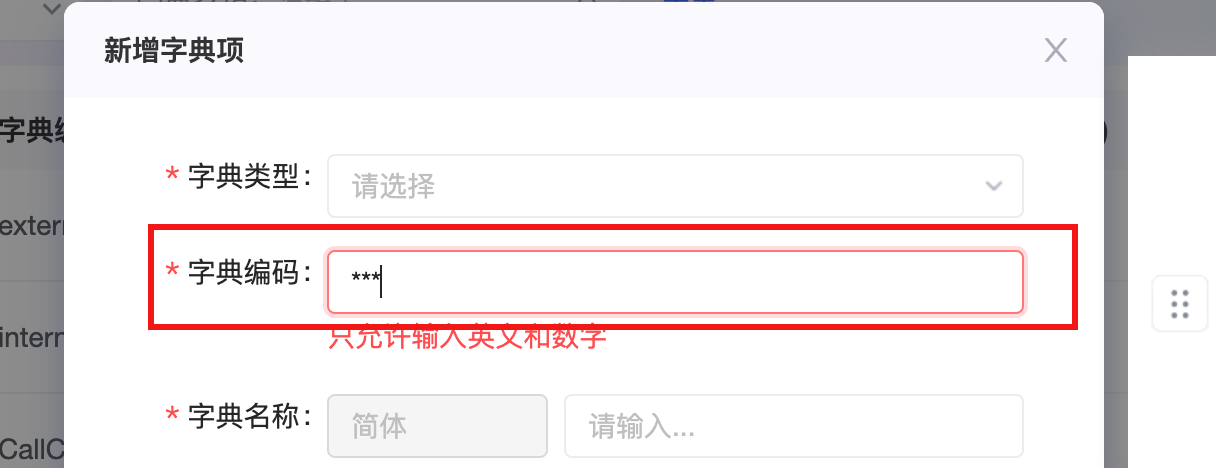 新增字典项
字典编
* 字典类型：
请选择
extern
* 字典编码：
***
只允许输入英文和数字
intern
* 字典名称：
简体
请输入...
CallC